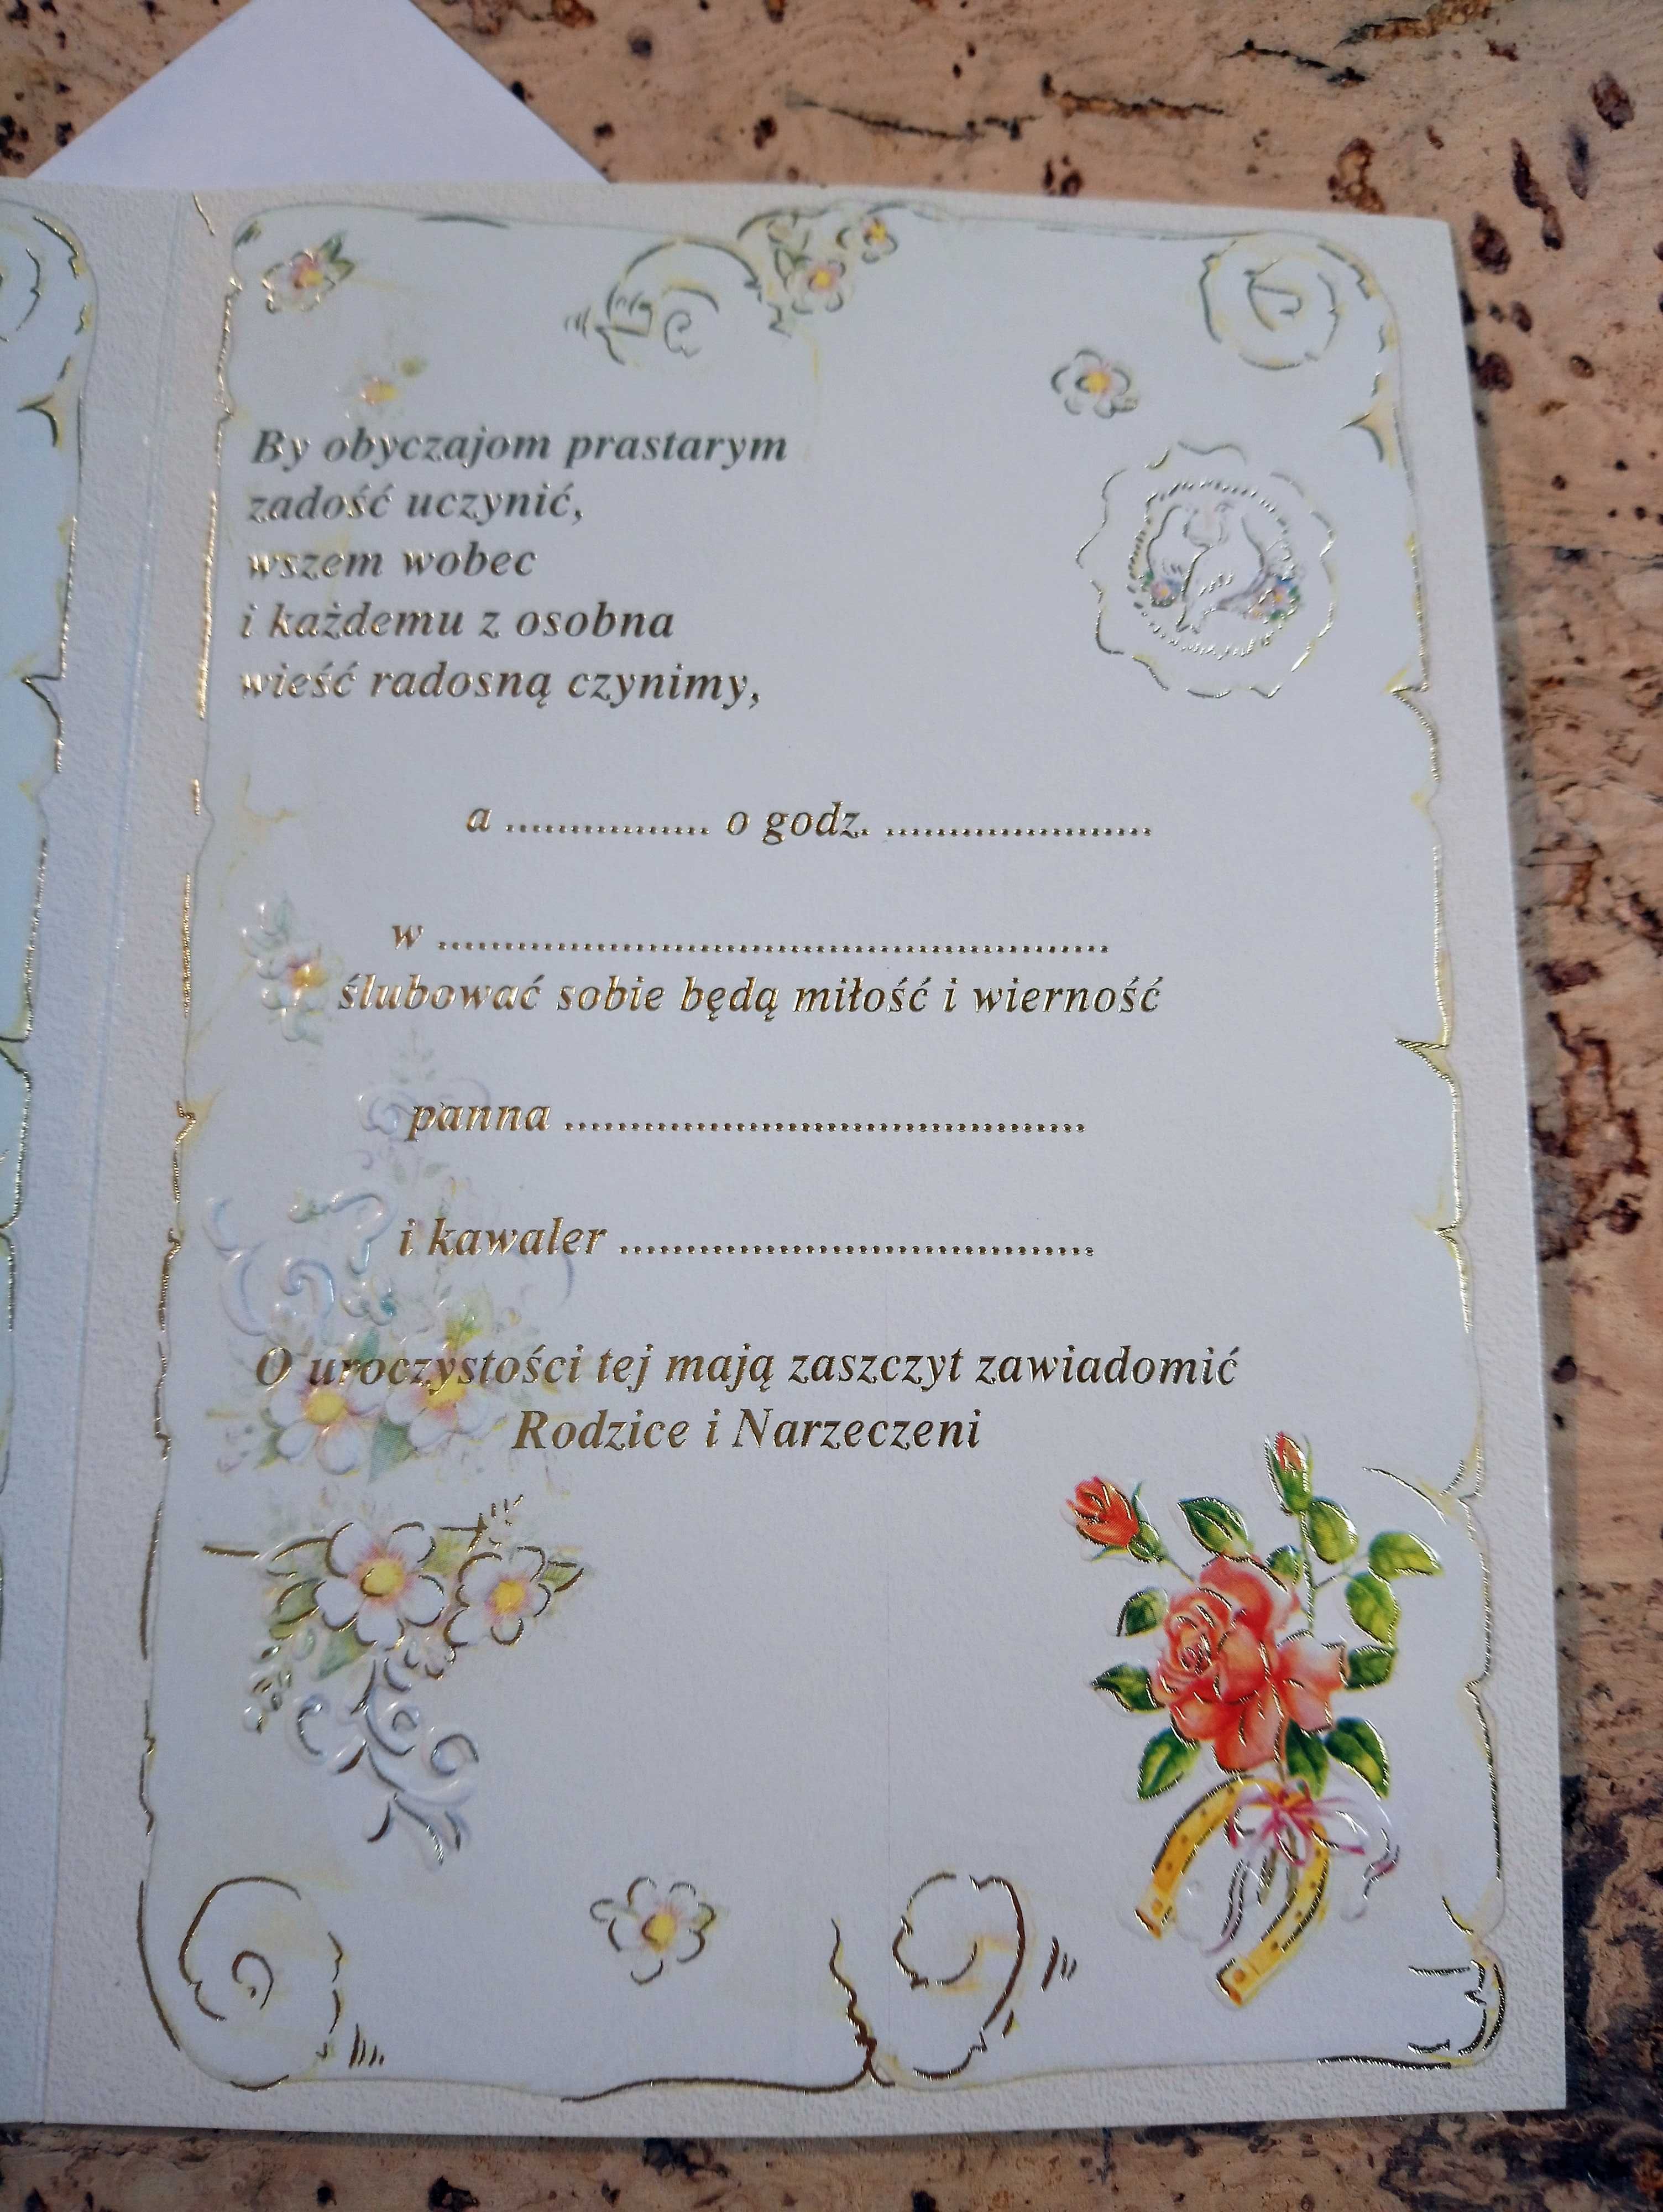 By obyczajom prastarym
zadość uczynić,
wszem wobec
i każdemu z osobna
wieść radosną czynimy,
a ................ o godz. .....................
w .....................................................
ślubować sobie będą miłość i wierność
panna .........................................
i kawaler .....................................
O uroczystości tej mają zaszczyt zawiadomić
Rodzice i Narzeczeni